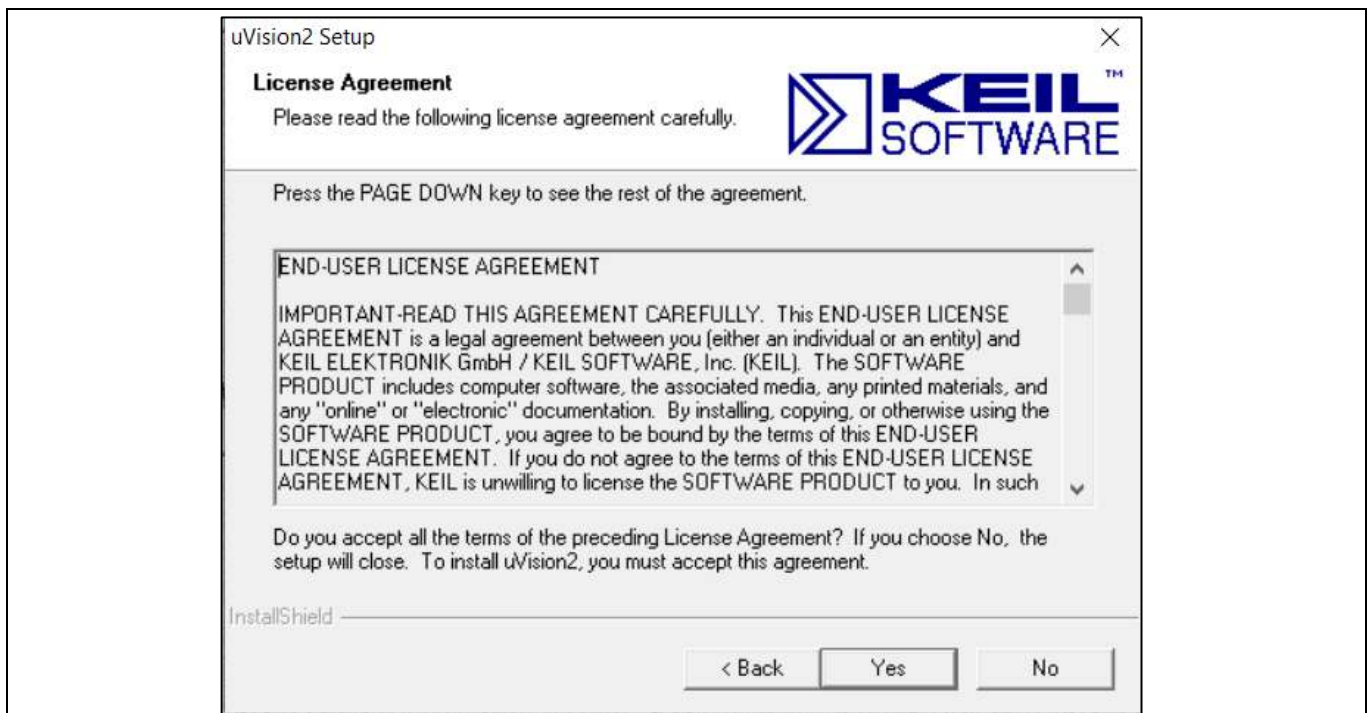 uVision2 Setup
License Agreement
Please read the following license agreement carefully.
KEIL™
SOFTWARE
Press the PAGE DOWN key to see the rest of the agreement.
END-USER LICENSE AGREEMENT
IMPORTANT-READ THIS AGREEMENT CAREFULLY. This END-USER LICENSE
AGREEMENT is a legal agreement between you (either an individual or an entity) and
KEIL ELEKTRONIK GmbH / KEIL SOFTWARE, Inc. (KEIL). The SOFTWARE
PRODUCT includes computer software, the associated media, any printed materials, and
any "online" or "electronic" documentation. By installing, copying, or otherwise using the
SOFTWARE PRODUCT, you agree to be bound by the terms of this END-USER
LICENSE AGREEMENT. If you do not agree to the terms of this END-USER LICENSE
AGREEMENT, KEIL is unwilling to license the SOFTWARE PRODUCT to you. In such
Do you accept all the terms of the preceding License Agreement? If you choose No, the
setup will close. To install uVision2, you must accept this agreement.
InstallShield
< Back Yes No